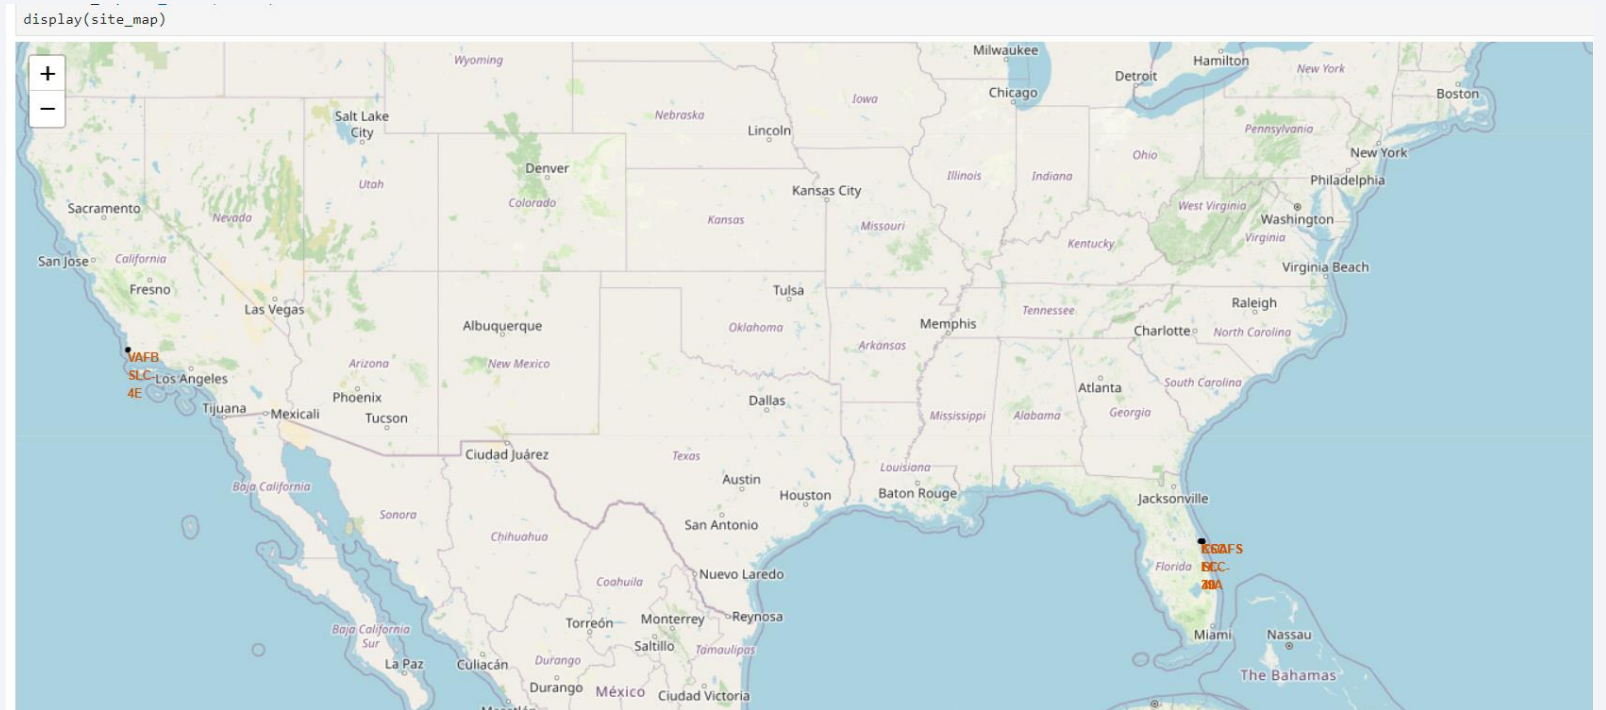 display(site_map)
+
−
Milwaukee
Hamilton
Wyoming
Detroit
New York
Chicago
Boston
Iowa
Nebraska
Salt Lake
City
Lincoln
Pennsylvania
New York
Ohio
Denver
Illinois
Indiana
Philadelphia
Utah
Kansas City
Colorado
Sacramento
Nevada
Kansas
Missouri
West Virginia
Washington
Virginia
Kentucky
San Jose
California
Virginia Beach
Fresno
Tulsa
Las Vegas
Raleigh
Tennessee
Albuquerque
Oklahoma
Memphis
Charlotte
North Carolina
Arkansas
VAFB
SLC-
4E
Arizona
New Mexico
Los Angeles
South Carolina
Atlanta
Phoenix
Dallas
Tijuana
Mexicali
Tucson
Mississippi
Alabama
Georgia
Ciudad Juárez
Texas
Louisiana
Austin
Baja California
Houston
Baton Rouge
Jacksonville
Sonora
San Antonio
Chihuahua
Florida
Nuevo Laredo
Coahuila
Torreón
Monterrey
Reynosa
Baja California
Sur
Miami
Nassau
Saltillo
Tamaulipas
La Paz
Culiacán
Durango
The Bahamas
Durango
México
Ciudad Victoria